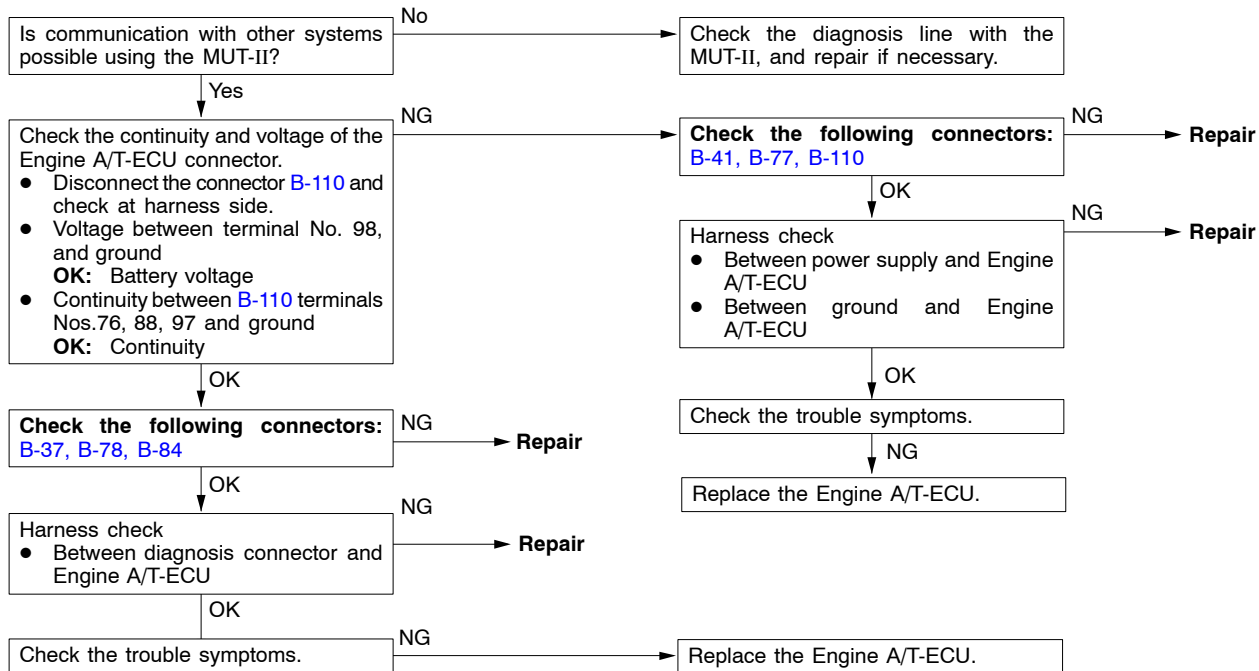 Is communication with other systems
possible using the MUT-II?
No
Check the diagnosis line with the
MUT-II, and repair if necessary.
Yes
Check the continuity and voltage of the
Engine A/T-ECU connector.
● Disconnect the connector B-110 and
check at harness side.
● Voltage between terminal No. 98,
and ground
OK: Battery voltage
● Continuity between B-110 terminals
Nos.76, 88, 97 and ground
OK: Continuity
NG
Check the following connectors:
B-41, B-77, B-110
NG
Repair
OK
Harness check
● Between power supply and Engine
A/T-ECU
● Between ground and Engine
A/T-ECU
NG
Repair
OK
Check the trouble symptoms.
NG
Replace the Engine A/T-ECU.
OK
Check the following connectors:
B-37, B-78, B-84
NG
Repair
OK
Harness check
● Between diagnosis connector and
Engine A/T-ECU
NG
Repair
OK
Check the trouble symptoms.
NG
Replace the Engine A/T-ECU.